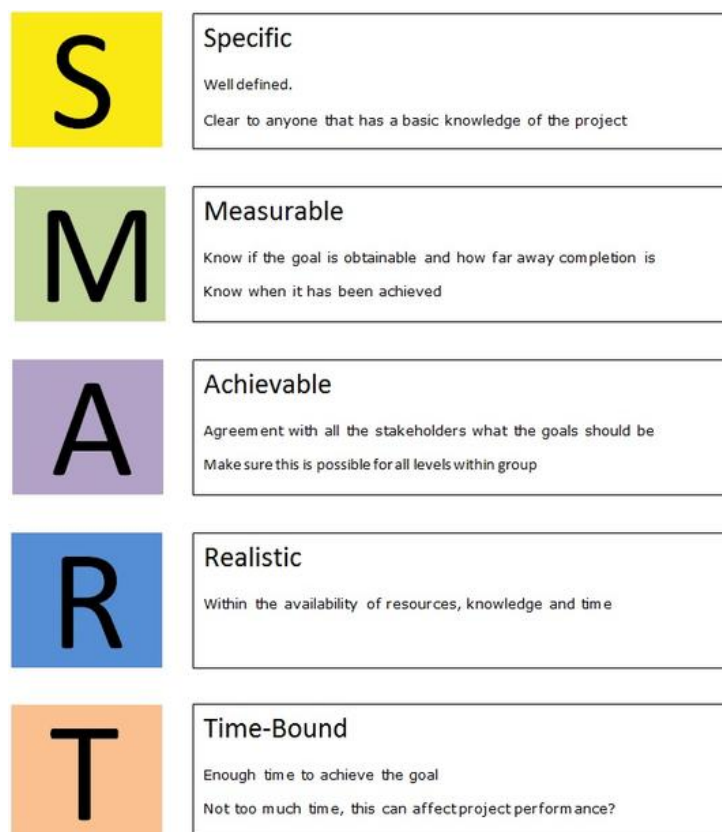 S
Specific
Well defined.
Clear to anyone that has a basic knowledge of the project
M
Measurable
Know if the goal is obtainable and how far away completion is
Know when it has been achieved
A
Achievable
Agreement with all the stakeholders what the goals should be
Make sure this is possible for all levels within group
R
Realistic
Within the availability of resources, knowledge and time
T
Time-Bound
Enough time to achieve the goal
Not too much time, this can affect project performance?